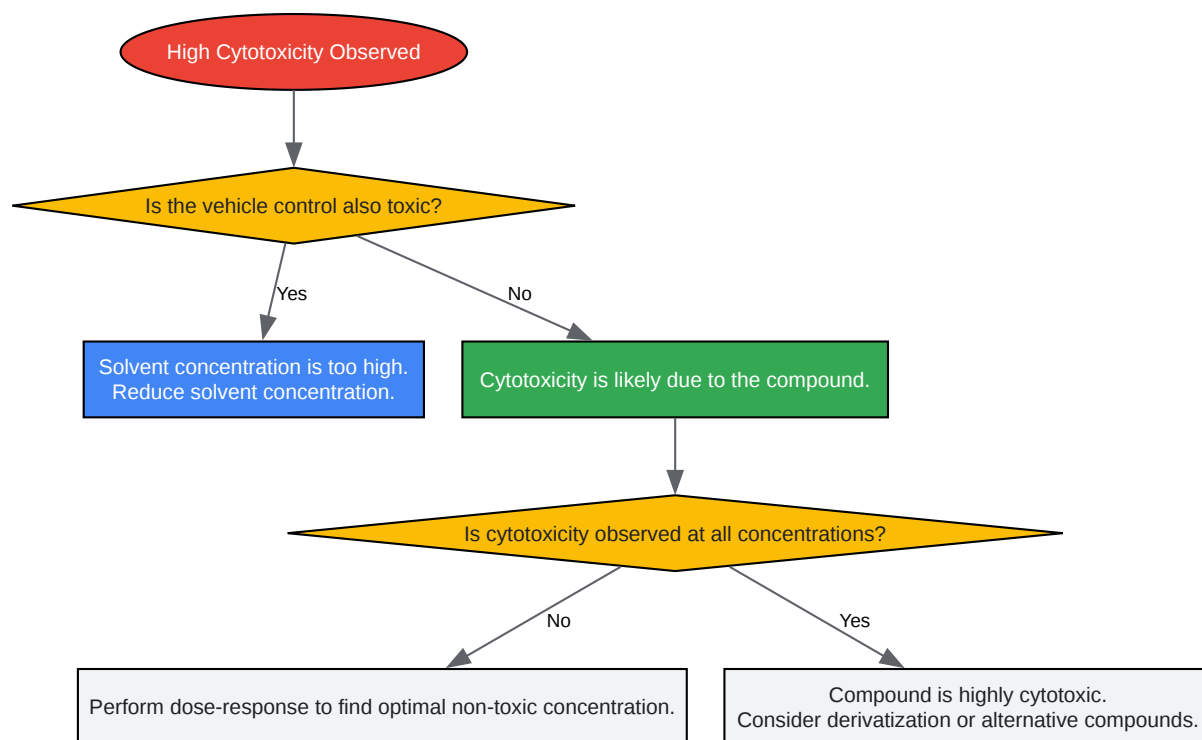 High Cytotoxicity Observed
Is the vehicle control also toxic?
Yes
No
Solvent concentration is too high.
Reduce solvent concentration.
Cytotoxicity is likely due to the compound.
Is cytotoxicity observed at all concentrations?
No
Yes
Perform dose-response to find optimal non-toxic concentration.
Compound is highly cytotoxic.
Consider derivatization or alternative compounds.